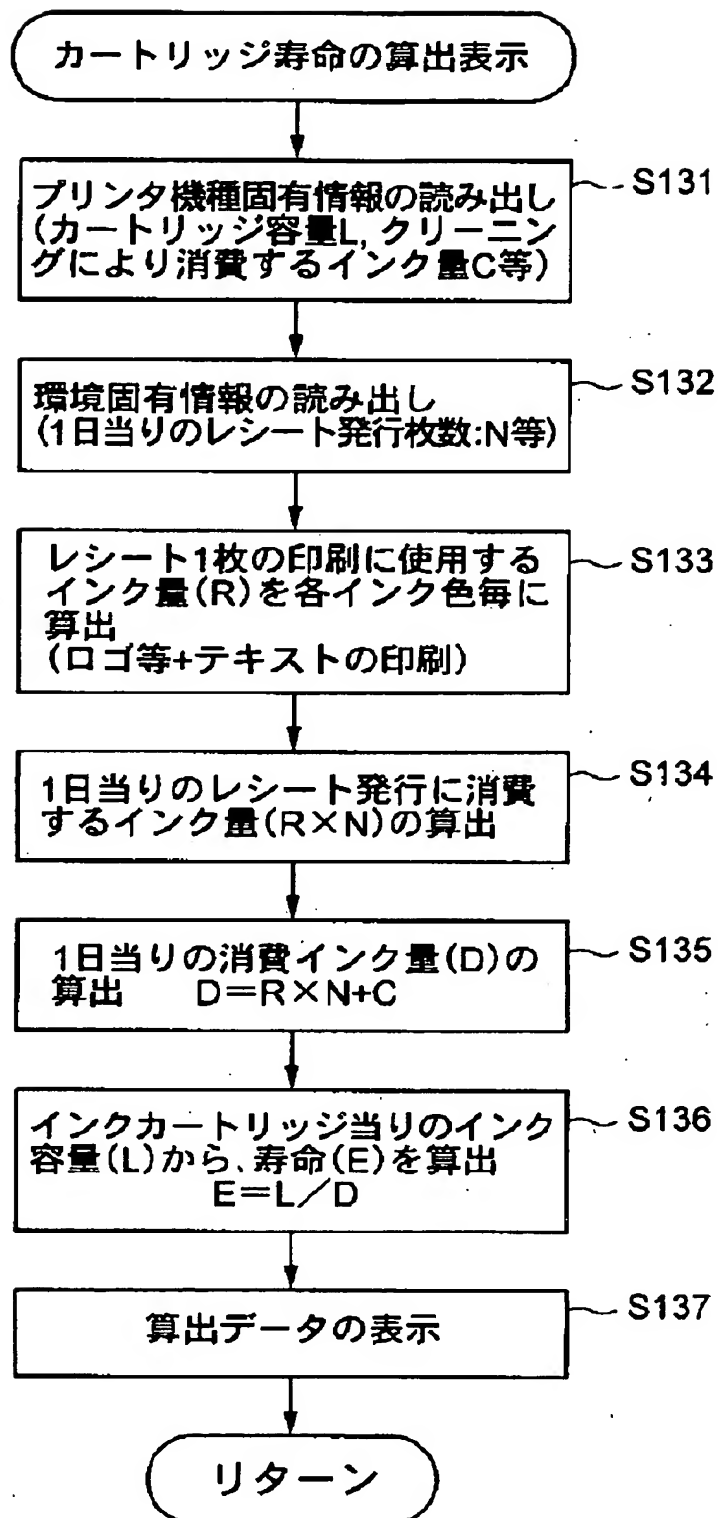 カートリッジ寿命の算出表示
プリンタ機種固有情報の読み出し
(カートリッジ容量L, クリーニン
グにより消費するインク量C等)
S131
環境固有情報の読み出し
(1日当りのレシート発行枚数:N等)
S132
レシート1枚の印刷に使用する
インク量(R)を各インク色毎に
算出
(ロゴ等+テキストの印刷)
S133
1日当りのレシート発行に消費
するインク量(R×N)の算出
S134
1日当りの消費インク量(D)の
算出 D=R×N+C
S135
インクカートリッジ当りのインク
容量(L)から、寿命(E)を算出
E=L/D
S136
算出データの表示
S137
リターン